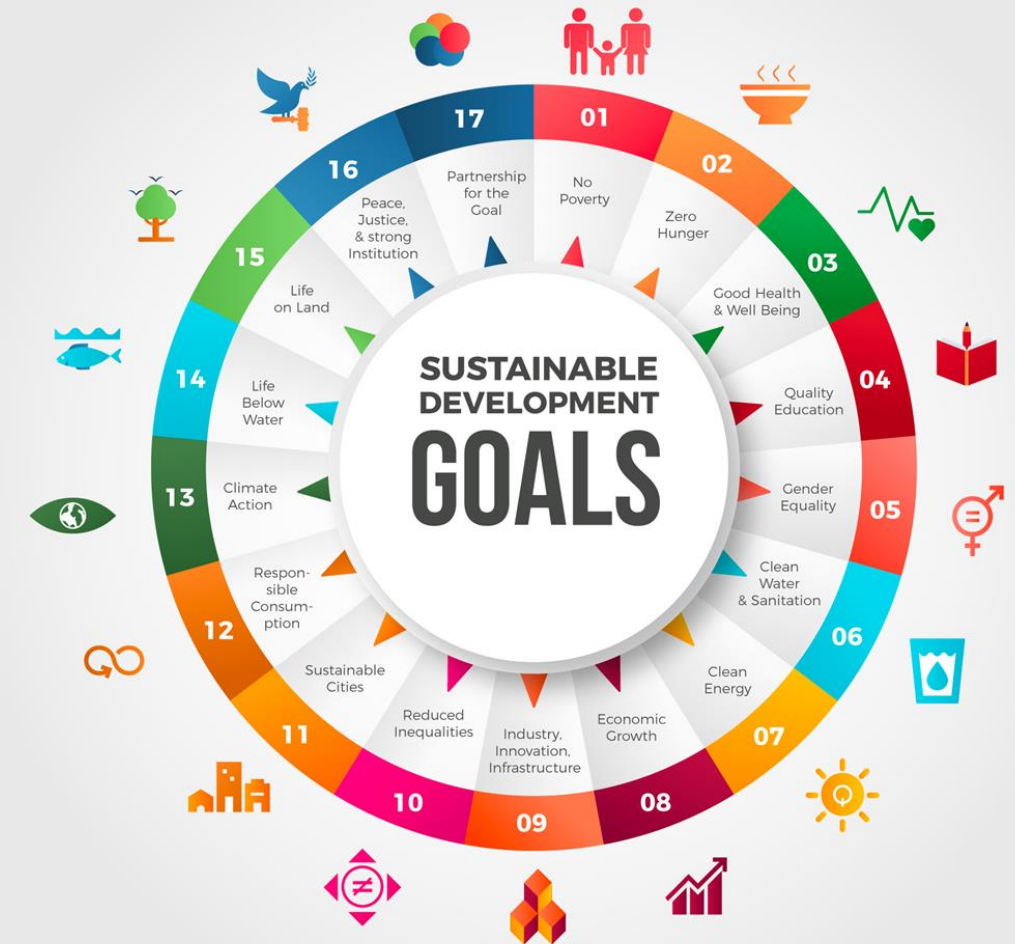 SUSTAINABLE
DEVELOPMENT
GOALS
01
No
Poverty
02
Zero
Hunger
03
Good Health
& Well Being
04
Quality
Education
05
Gender
Equality
06
Clean
Water
& Sanitation
07
Clean
Energy
08
Economic
Growth
09
Industry,
Innovation,
Infrastructure
10
Reduced
Inequalities
11
Sustainable
Cities
12
Respon-
sible
Consum-
ption
13
Climate
Action
14
Life
Below
Water
15
Life
on Land
16
Peace,
Justice,
& strong
Institution
17
Partnership
for the
Goal